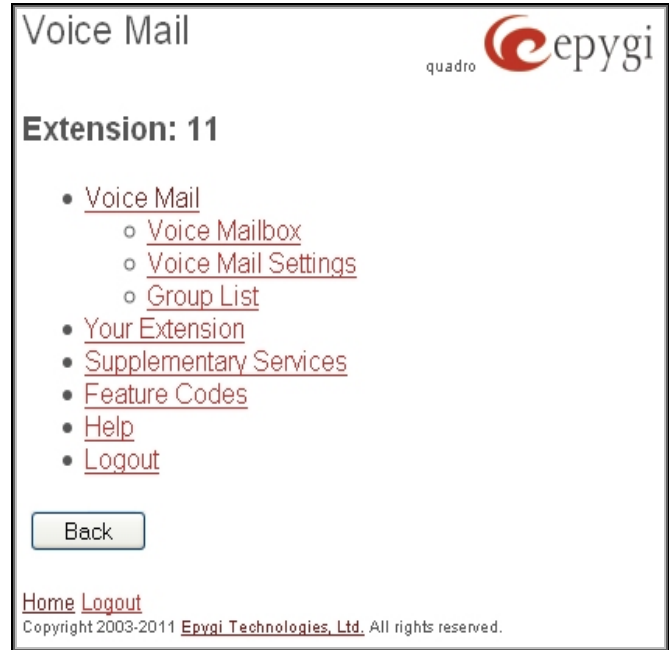 Voice Mail
quadro epygi
Extension: 11
Voice Mail
Voice Mailbox
Voice Mail Settings
Group List
Your Extension
Supplementary Services
Feature Codes
Help
Logout
Back
Home Logout
Copyright 2003-2011 Epygi Technologies, Ltd. All rights reserved.